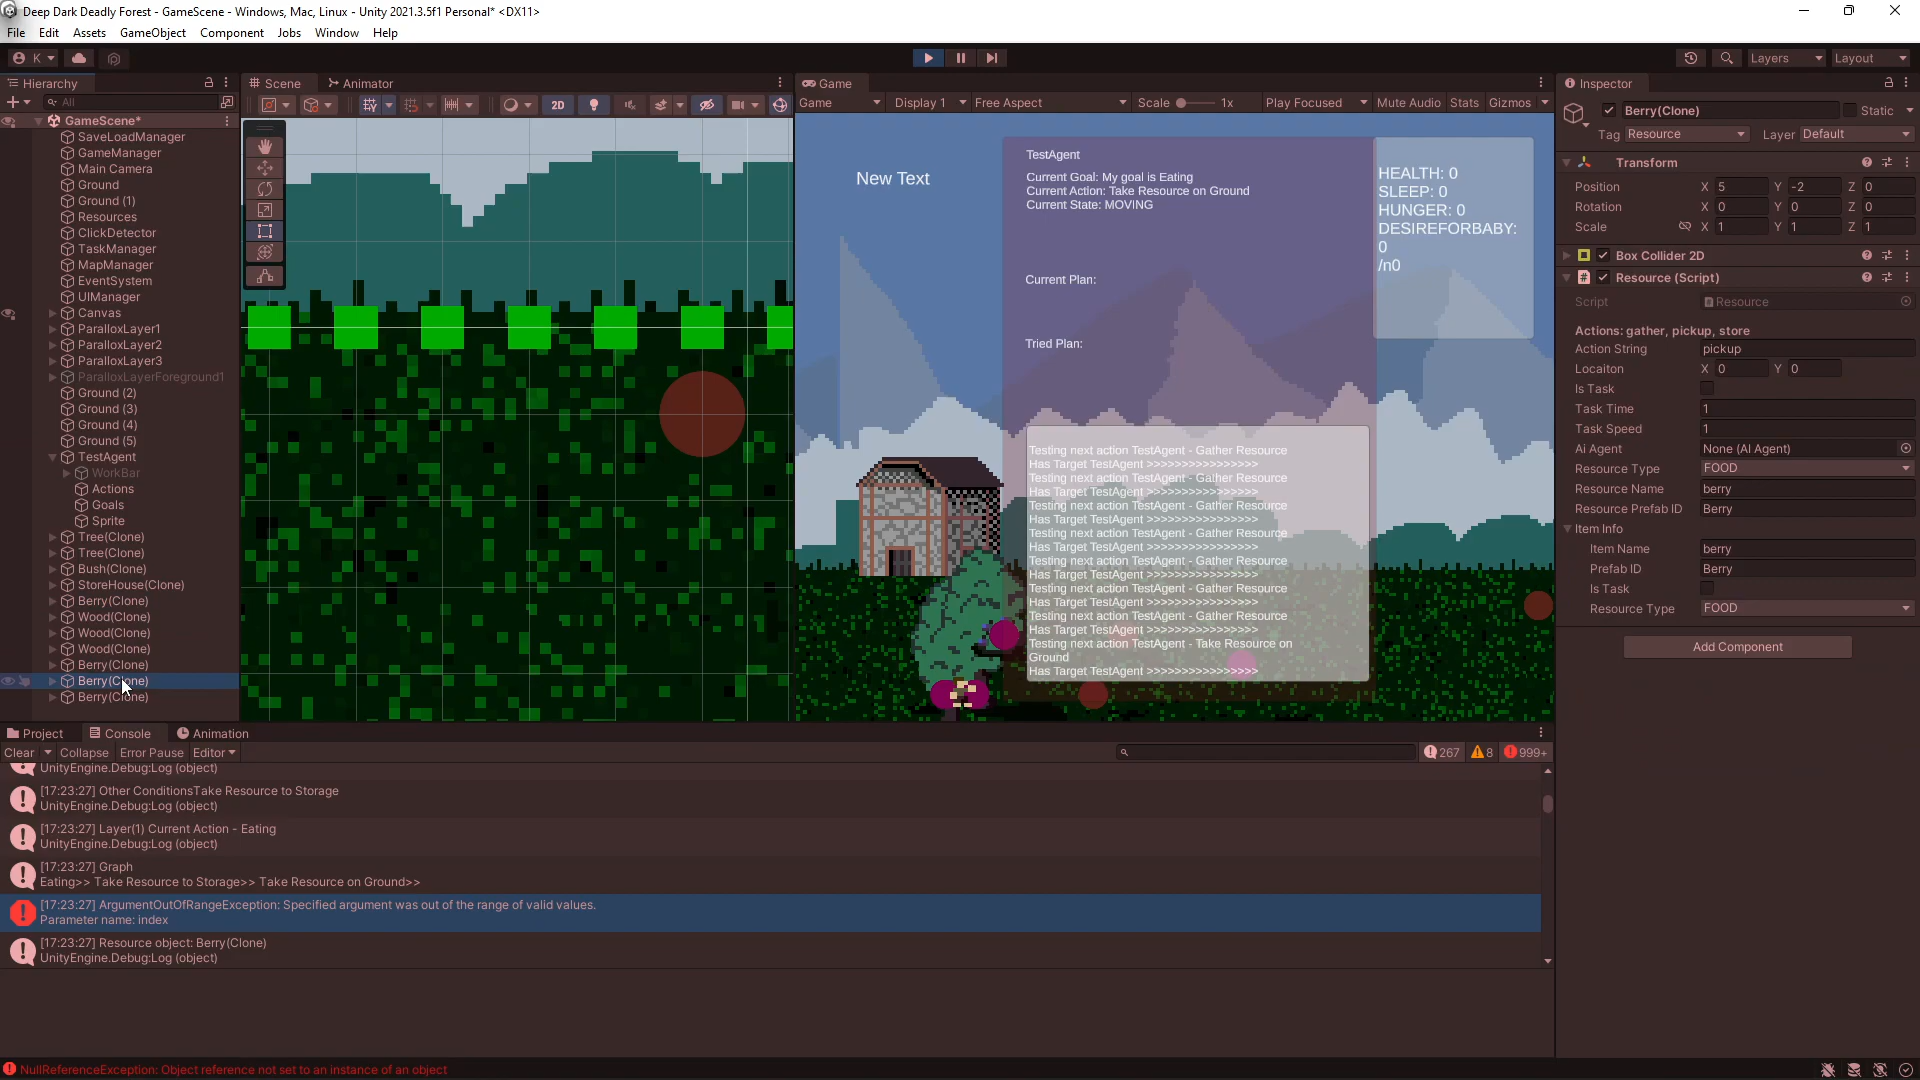 Deep Dark Deadly Forest - GameScene - Windows, Mac, Linux - Unity 2021.3.5f1 Personal* <DX11>
File Edit Assets GameObject Component Jobs Window Help
K Layers Layout
Hierarchy
All
GameScene*
SaveLoadManager
GameManager
Main Camera
Ground
Ground (1)
Resources
ClickDetector
TaskManager
MapManager
EventSystem
UIManager
Canvas
ParalloxLayer1
ParalloxLayer2
ParalloxLayer3
ParalloxLayerForeground1
Ground (2)
Ground (3)
Ground (4)
Ground (5)
TestAgent
WorkBar
Actions
Goals
Sprite
Tree(Clone)
Tree(Clone)
Bush(Clone)
StoreHouse(Clone)
Berry(Clone)
Wood(Clone)
Wood(Clone)
Wood(Clone)
Berry(Clone)
Berry(Clone)
Berry(Clone)
Scene Animator
2D
Game
Game Display 1 Free Aspect Scale 1x Play Focused Mute Audio Stats Gizmos
New Text
TestAgent
Current Goal: My goal is Eating
Current Action: Take Resource on Ground
Current State: MOVING
Current Plan:
Tried Plan:
HEALTH: 0
SLEEP: 0
HUNGER: 0
DESIREFORBABY:
0
/n0
Testing next action TestAgent - Gather Resource
Has Target TestAgent >>>>>>>>>>>>>>>>
Testing next action TestAgent - Gather Resource
Has Target TestAgent >>>>>>>>>>>>>>>>
Testing next action TestAgent - Gather Resource
Has Target TestAgent >>>>>>>>>>>>>>>>
Testing next action TestAgent - Gather Resource
Has Target TestAgent >>>>>>>>>>>>>>>>
Testing next action TestAgent - Gather Resource
Has Target TestAgent >>>>>>>>>>>>>>>>
Testing next action TestAgent - Gather Resource
Has Target TestAgent >>>>>>>>>>>>>>>>
Testing next action TestAgent - Gather Resource
Has Target TestAgent >>>>>>>>>>>>>>>>
Testing next action TestAgent - Take Resource on
Ground
Has Target TestAgent >>>>>>>>>>>>>>>>
Inspector
Berry(Clone) Static
Tag Resource Layer Default
Transform
Position X 5 Y -2 Z 0
Rotation X 0 Y 0 Z 0
Scale X 1 Y 1 Z 1
Box Collider 2D
Resource (Script)
Script Resource
Actions: gather, pickup, store
Action String pickup
Locaiton X 0 Y 0
Is Task
Task Time 1
Task Speed 1
Ai Agent None (AI Agent)
Resource Type FOOD
Resource Name berry
Resource Prefab ID Berry
Item Info
Item Name berry
Prefab ID Berry
Is Task
Resource Type FOOD
Add Component
Project Console Animation
Clear Collapse Error Pause Editor 267 8 999+
UnityEngine.Debug:Log (object)
[17:23:27] Other ConditionsTake Resource to Storage
UnityEngine.Debug:Log (object)
[17:23:27] Layer(1) Current Action - Eating
UnityEngine.Debug:Log (object)
[17:23:27] Graph
Eating>> Take Resource to Storage>> Take Resource on Ground>>
[17:23:27] ArgumentOutOfRangeException: Specified argument was out of the range of valid values.
Parameter name: index
[17:23:27] Resource object: Berry(Clone)
UnityEngine.Debug:Log (object)
NullReferenceException: Object reference not set to an instance of an object